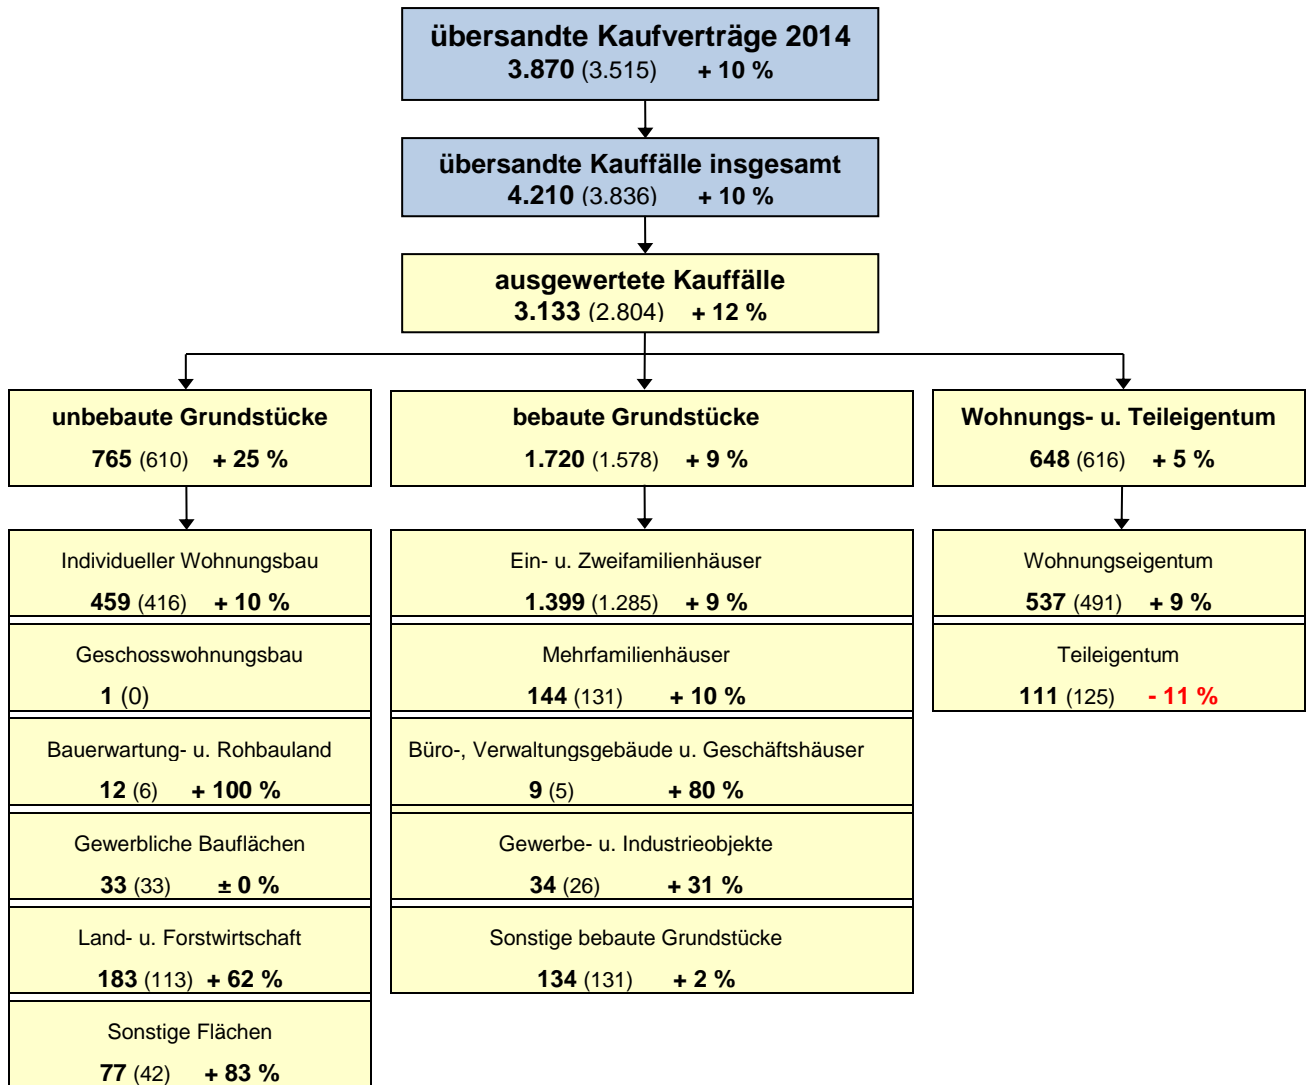 übersandte Kaufverträge 2014
3.870 (3.515) + 10 %
übersandte Kauffälle insgesamt
4.210 (3.836) + 10 %
ausgewertete Kauffälle
3.133 (2.804) + 12 %
unbebaute Grundstücke
765 (610) + 25 %
bebaute Grundstücke
1.720 (1.578) + 9 %
Wohnungs- u. Teileigentum
648 (616) + 5 %
Individueller Wohnungsbau
459 (416) + 10 %
Geschosswohnungsbau
1 (0)
Bauerwartung- u. Rohbauland
12 (6) + 100 %
Gewerbliche Bauflächen
33 (33) ± 0 %
Land- u. Forstwirtschaft
183 (113) + 62 %
Sonstige Flächen
77 (42) + 83 %
Ein- u. Zweifamilienhäuser
1.399 (1.285) + 9 %
Mehrfamilienhäuser
144 (131) + 10 %
Büro-, Verwaltungsgebäude u. Geschäftshäuser
9 (5) + 80 %
Gewerbe- u. Industrieobjekte
34 (26) + 31 %
Sonstige bebaute Grundstücke
134 (131) + 2 %
Wohnungseigentum
537 (491) + 9 %
Teileigentum
111 (125) - 11 %